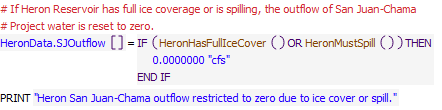 # If Heron Reservoir has full ice coverage or is spilling, the outflow of San Juan-Chama
# Project water is reset to zero.
HeronData.SJOutflow [ ] = IF ( HeronHasFullIceCover ( ) OR HeronMustSpill ( ) ) THEN
0.0000000 "cfs"
END IF
PRINT "Heron San Juan-Chama outflow restricted to zero due to ice cover or spill."